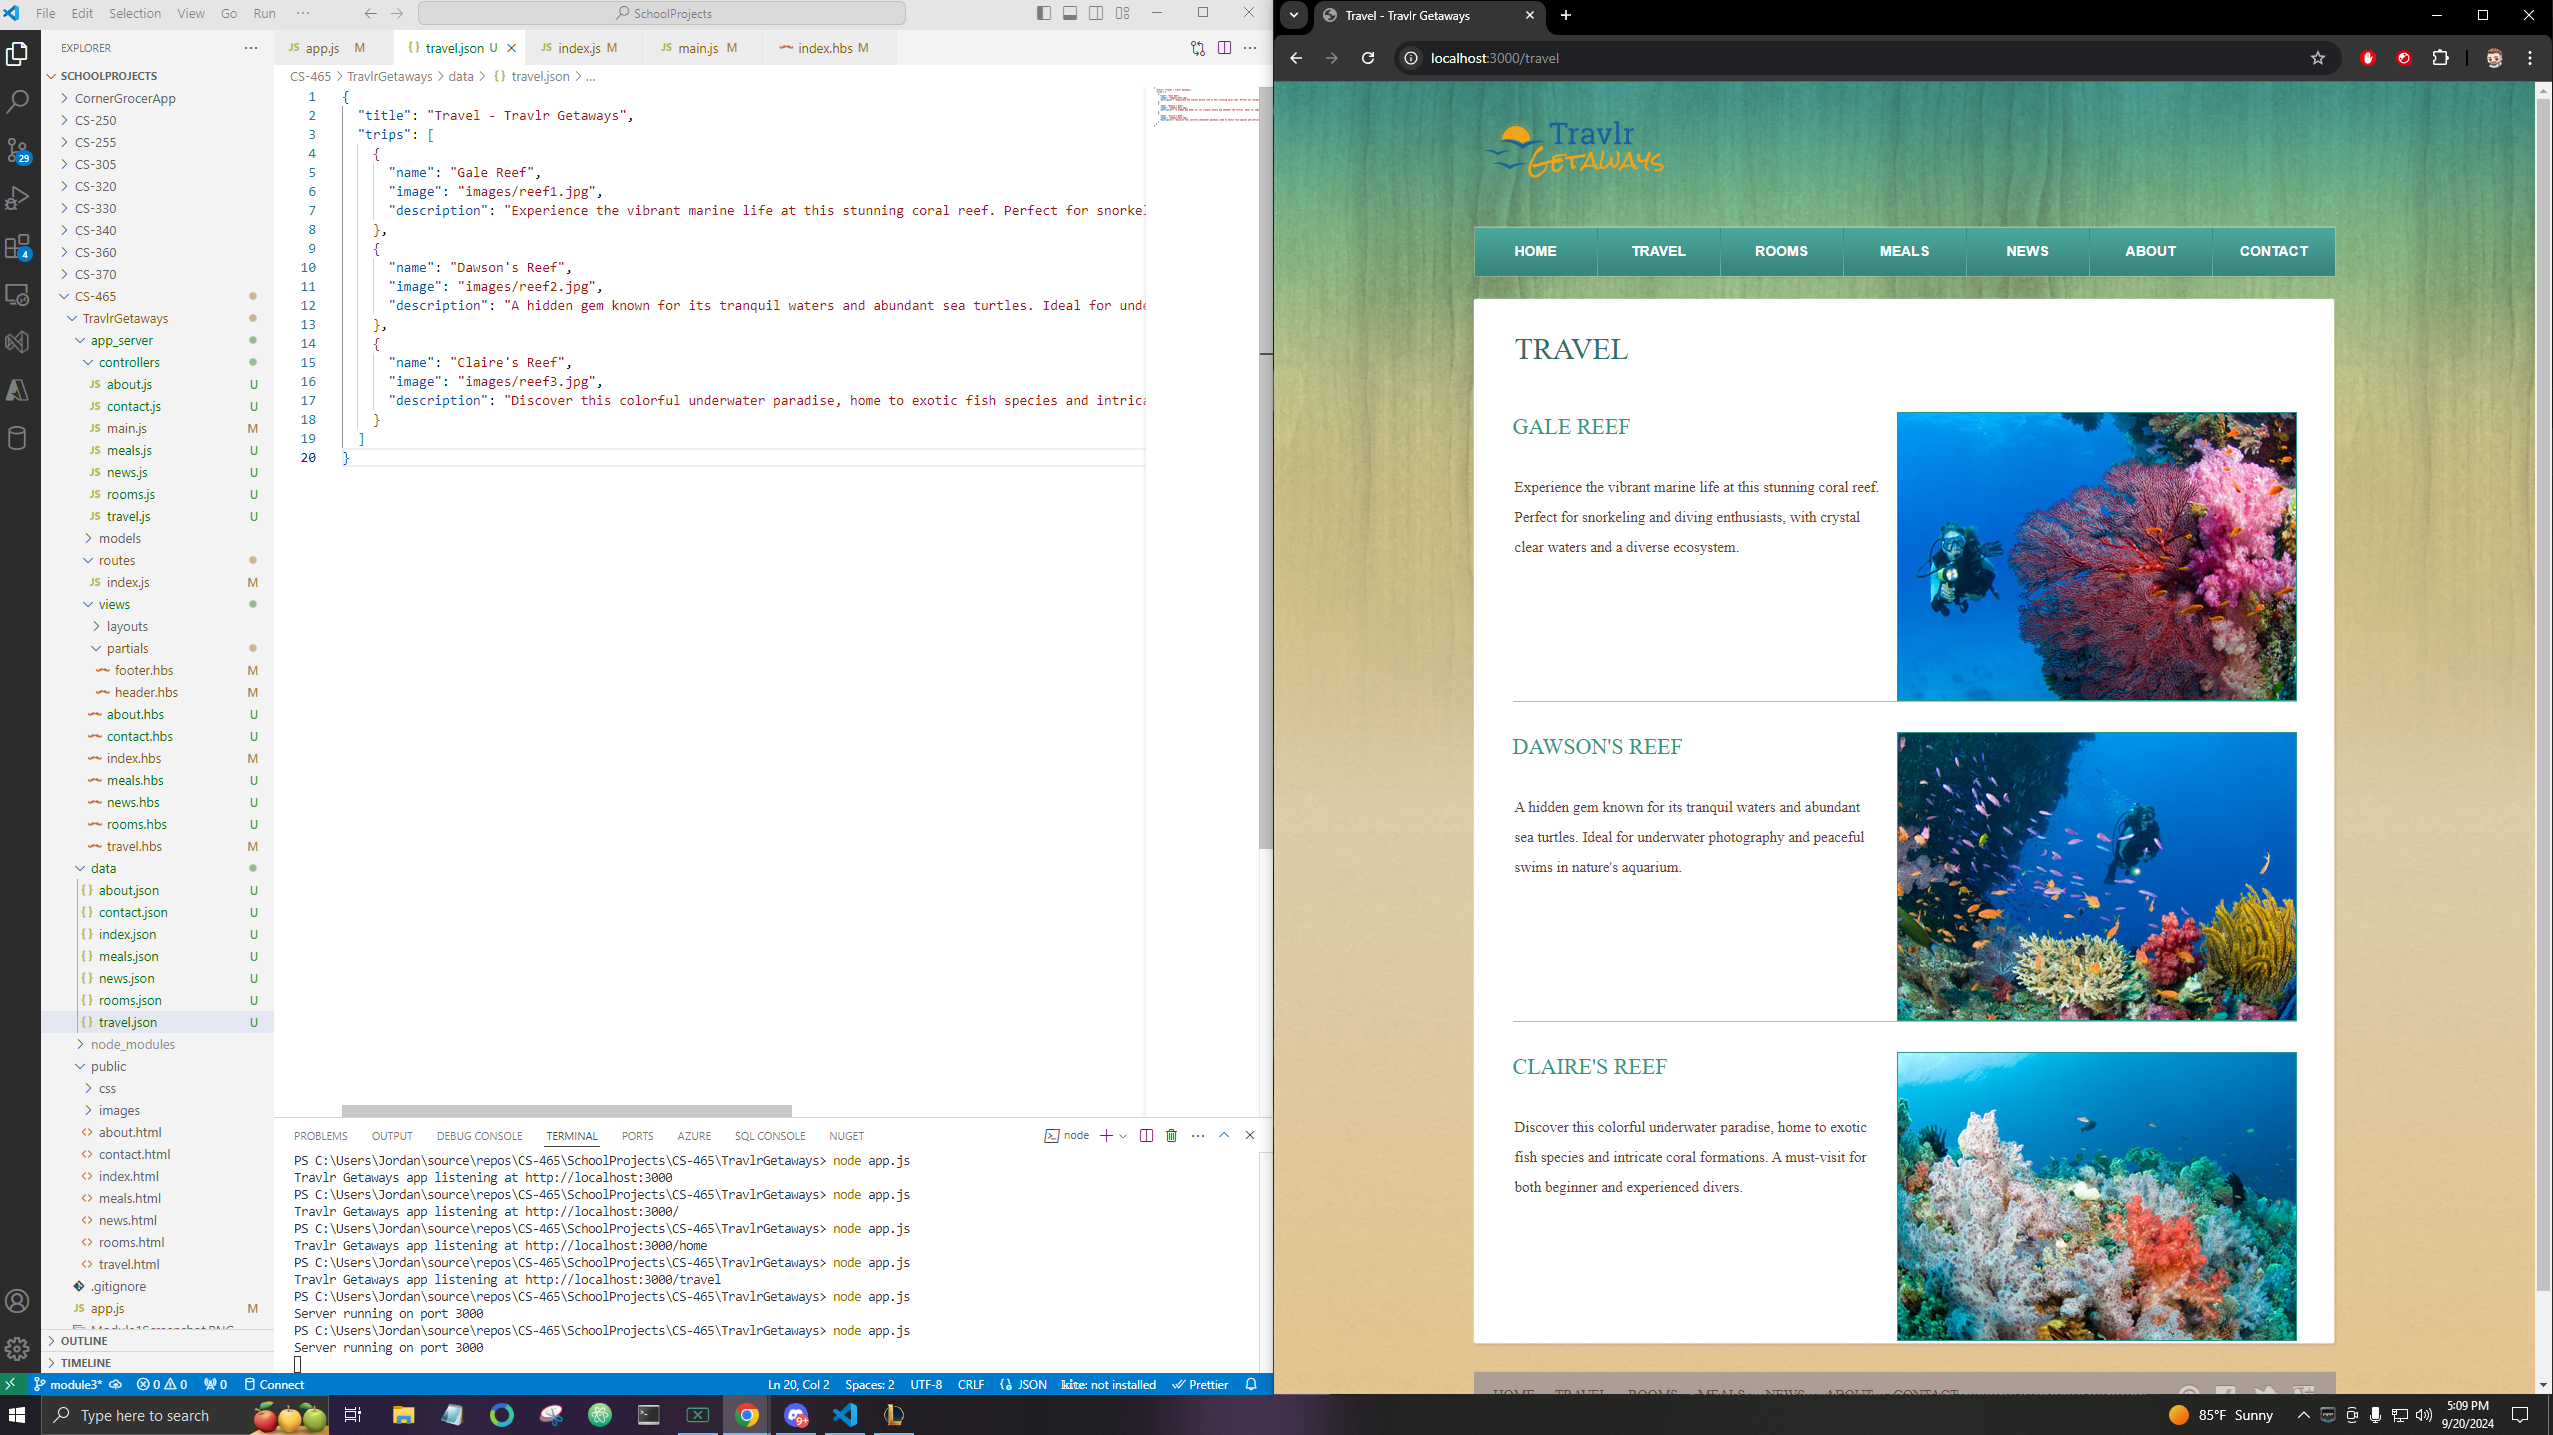 File Edit Selection View Go Run ···
SchoolProjects
EXPLORER
SCHOOLPROJECTS
CornerGrocerApp
CS-250
CS-255
CS-305
CS-320
CS-330
CS-340
CS-360
CS-370
CS-465
TravlrGetaways
app_server
controllers
JS about.js U
JS contact.js U
JS main.js M
JS meals.js U
JS news.js U
JS rooms.js U
JS travel.js U
models
routes
JS index.js M
views
layouts
partials
footer.hbs M
header.hbs M
about.hbs U
contact.hbs U
index.hbs M
meals.hbs U
news.hbs U
rooms.hbs U
travel.hbs M
data
{} about.json U
{} contact.json U
{} index.json U
{} meals.json U
{} news.json U
{} rooms.json U
{} travel.json U
node_modules
public
css
images
<> about.html
<> contact.html
<> index.html
<> meals.html
<> news.html
<> rooms.html
<> travel.html
.gitignore
JS app.js M
OUTLINE
TIMELINE
29
4
JS app.js M {} travel.json U JS index.js M JS main.js M index.hbs M
CS-465 > TravlrGetaways > data > {} travel.json > ...
1 {
2 "title": "Travel - Travlr Getaways",
3 "trips": [
4 {
5 "name": "Gale Reef",
6 "image": "images/reef1.jpg",
7 "description": "Experience the vibrant marine life at this stunning coral reef. Perfect for snorkel
8 },
9 {
10 "name": "Dawson's Reef",
11 "image": "images/reef2.jpg",
12 "description": "A hidden gem known for its tranquil waters and abundant sea turtles. Ideal for unde
13 },
14 {
15 "name": "Claire's Reef",
16 "image": "images/reef3.jpg",
17 "description": "Discover this colorful underwater paradise, home to exotic fish species and intrica
18 }
19 ]
20 }
PROBLEMS OUTPUT DEBUG CONSOLE TERMINAL PORTS AZURE SQL CONSOLE NUGET node
PS C:\Users\Jordan\source\repos\CS-465\SchoolProjects\CS-465\TravlrGetaways> node app.js
Travlr Getaways app listening at http://localhost:3000
PS C:\Users\Jordan\source\repos\CS-465\SchoolProjects\CS-465\TravlrGetaways> node app.js
Travlr Getaways app listening at http://localhost:3000/
PS C:\Users\Jordan\source\repos\CS-465\SchoolProjects\CS-465\TravlrGetaways> node app.js
Travlr Getaways app listening at http://localhost:3000/home
PS C:\Users\Jordan\source\repos\CS-465\SchoolProjects\CS-465\TravlrGetaways> node app.js
Travlr Getaways app listening at http://localhost:3000/travel
PS C:\Users\Jordan\source\repos\CS-465\SchoolProjects\CS-465\TravlrGetaways> node app.js
Server running on port 3000
PS C:\Users\Jordan\source\repos\CS-465\SchoolProjects\CS-465\TravlrGetaways> node app.js
Server running on port 3000
module3* 0 0 0 Connect Ln 20, Col 2 Spaces: 2 UTF-8 CRLF {} JSON kite: not installed Prettier
Travel - Travlr Getaways
localhost:3000/travel
Travlr
GETAWAYS
HOME TRAVEL ROOMS MEALS NEWS ABOUT CONTACT
TRAVEL
GALE REEF
Experience the vibrant marine life at this stunning coral reef.
Perfect for snorkeling and diving enthusiasts, with crystal
clear waters and a diverse ecosystem.
DAWSON'S REEF
A hidden gem known for its tranquil waters and abundant
sea turtles. Ideal for underwater photography and peaceful
swims in nature's aquarium.
CLAIRE'S REEF
Discover this colorful underwater paradise, home to exotic
fish species and intricate coral formations. A must-visit for
both beginner and experienced divers.
HOME TRAVEL ROOMS MEALS NEWS ABOUT CONTACT
Type here to search
9+
85°F Sunny
5:09 PM
9/20/2024